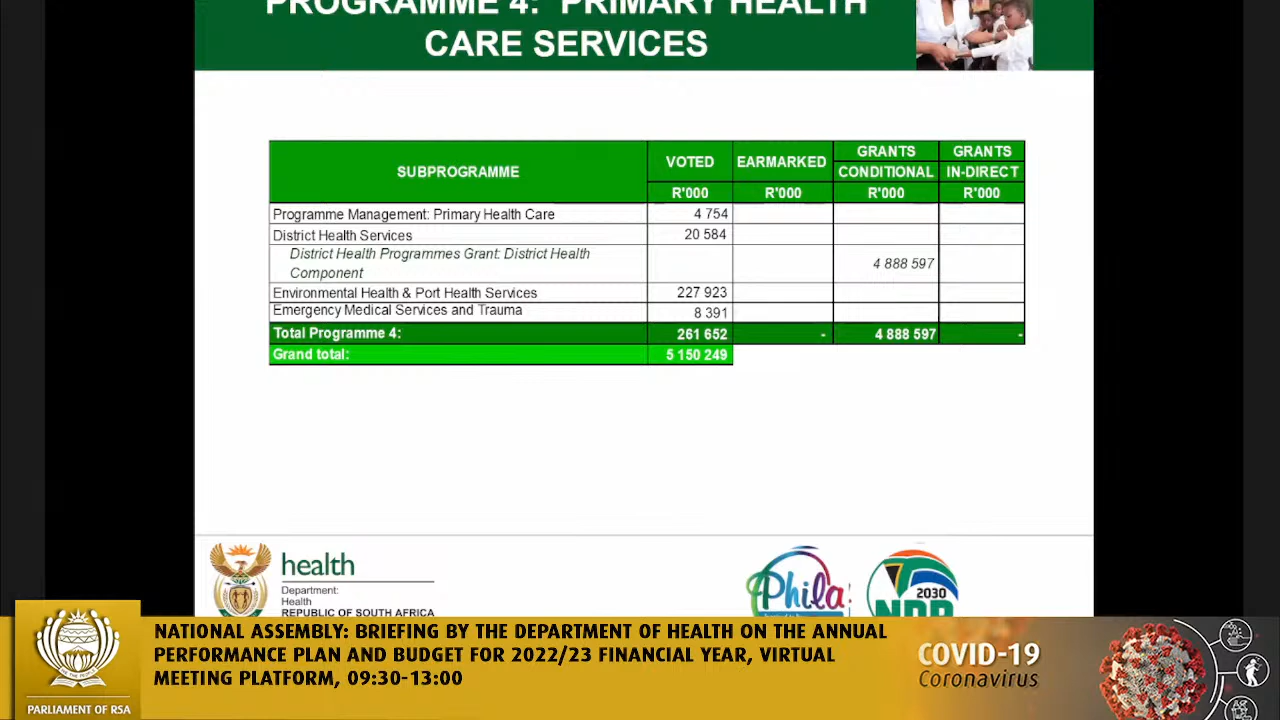 PROGRAMME 4: PRIMARY HEALTH
CARE SERVICES
SUBPROGRAMME VOTED EARMARKED GRANTS GRANTS
CONDITIONAL IN-DIRECT
R'000 R'000 R'000 R'000
Programme Management: Primary Health Care 4 754
District Health Services 20 584
District Health Programmes Grant: District Health
Component 4 888 597
Environmental Health & Port Health Services 227 923
Emergency Medical Services and Trauma 8 391
Total Programme 4: 261 652 - 4 888 597 -
Grand total: 5 150 249
health
Department:
Health
REPUBLIC OF SOUTH AFRICA
Phila
2030
NDP
NATIONAL ASSEMBLY: BRIEFING BY THE DEPARTMENT OF HEALTH ON THE ANNUAL
PERFORMANCE PLAN AND BUDGET FOR 2022/23 FINANCIAL YEAR, VIRTUAL
MEETING PLATFORM, 09:30-13:00
PARLIAMENT OF RSA
COVID-19
Coronavirus